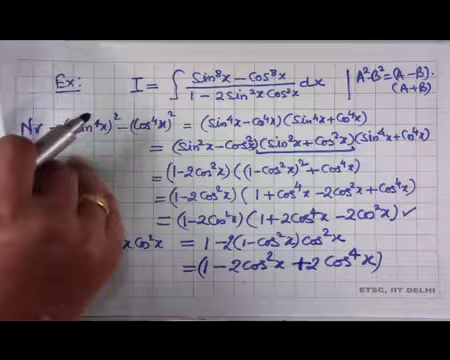 Ex: I = ∫ (sin⁸x − cos⁸x)/(1 − 2 sin²x cos²x) dx | A²−B² = (A−B).(A+B)
Nr = (sin⁴x)² − (cos⁴x)² = (sin⁴x − cos⁴x)(sin⁴x + cos⁴x)
= (sin²x − cos²x)(sin²x + cos²x)(sin⁴x + cos⁴x)
= (1−2cos²x)((1−cos²x)² + cos⁴x)
= (1−2cos²x)(1 + cos⁴x − 2cos²x + cos⁴x)
= (1−2cos²x)(1 + 2cos⁴x − 2cos²x) ✓
x cos²x = 1−2(1−cos²x)cos²x
= (1 − 2cos²x + 2cos⁴x)
ETSC, IIT DELHI